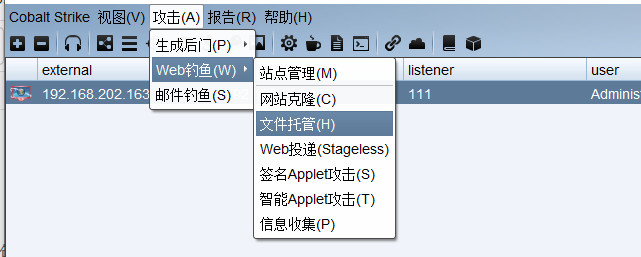 Cobalt Strike 视图(V) 攻击(A) 报告(R) 帮助(H)
生成后门(P)
Web钓鱼(W)
邮件钓鱼(S)
站点管理(M)
网站克隆(C)
文件托管(H)
Web投递(Stageless)
签名Applet攻击(S)
智能Applet攻击(T)
信息收集(P)
external listener user
192.168.202.163 111 Adminis